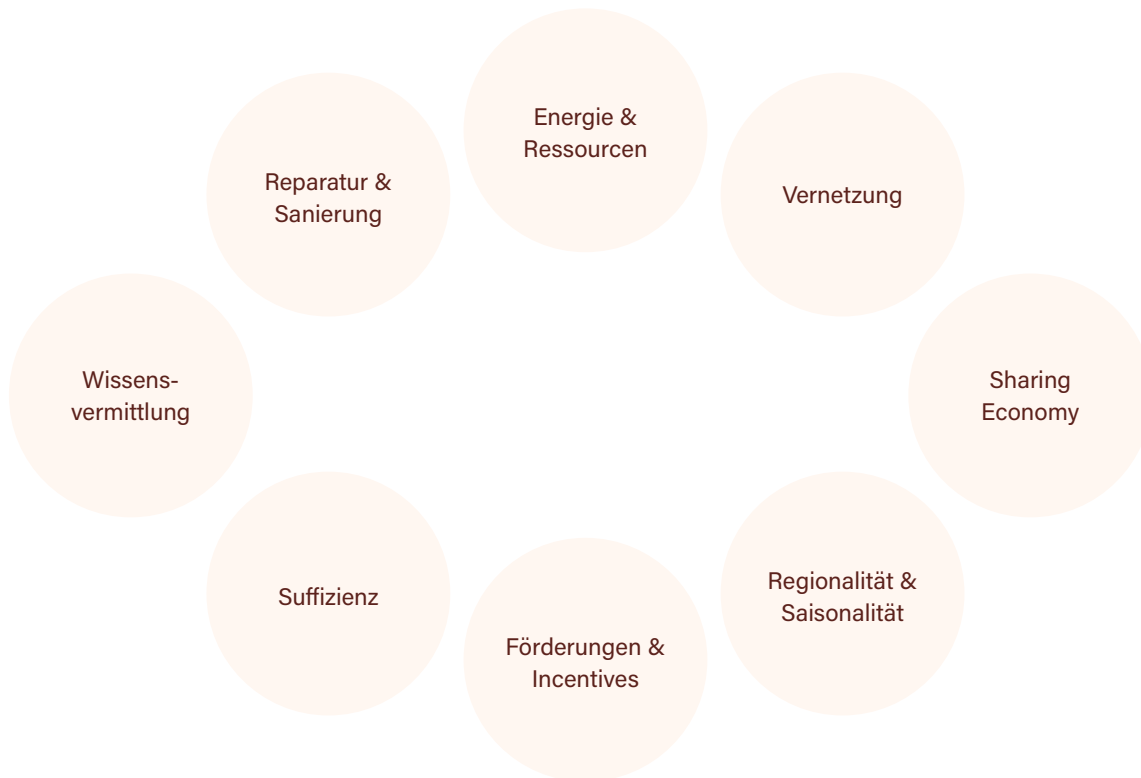 Energie &
Ressourcen
Reparatur &
Sanierung
Vernetzung
Wissens-
vermittlung
Sharing
Economy
Suffizienz
Regionalität &
Saisonalität
Förderungen &
Incentives